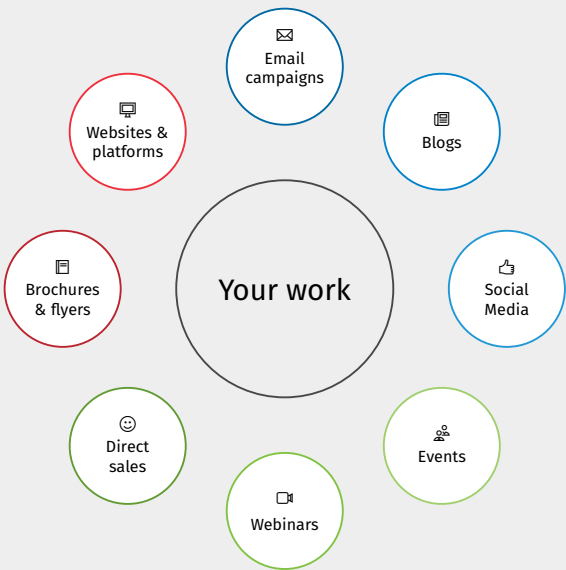 Email
campaigns
Blogs
Social
Media
Events
Webinars
Direct
sales
Brochures
& flyers
Websites &
platforms
Your work